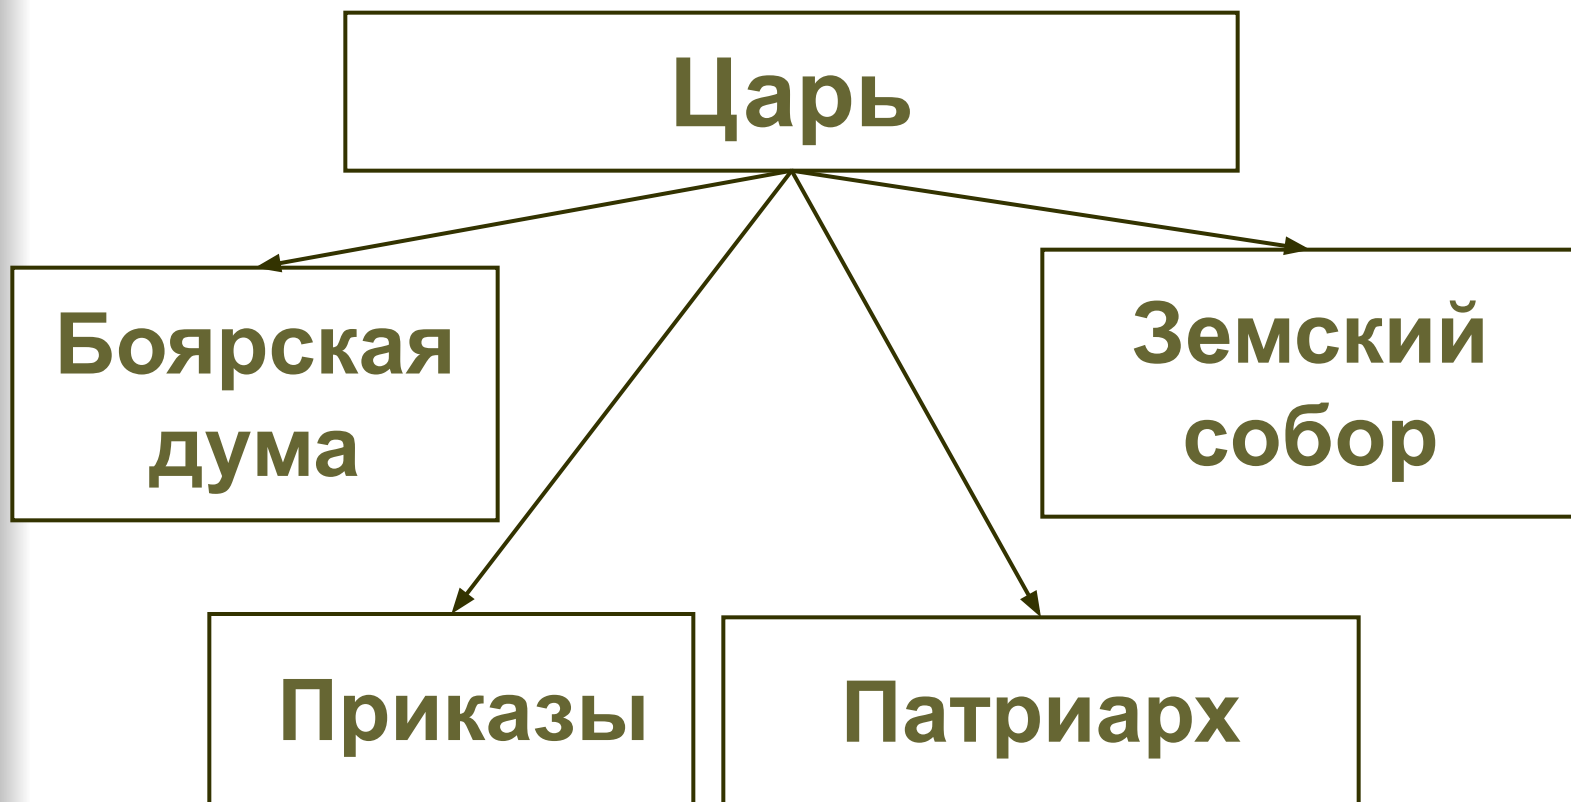 Царь
Боярская
дума
Земский
собор
Приказы
Патриарх